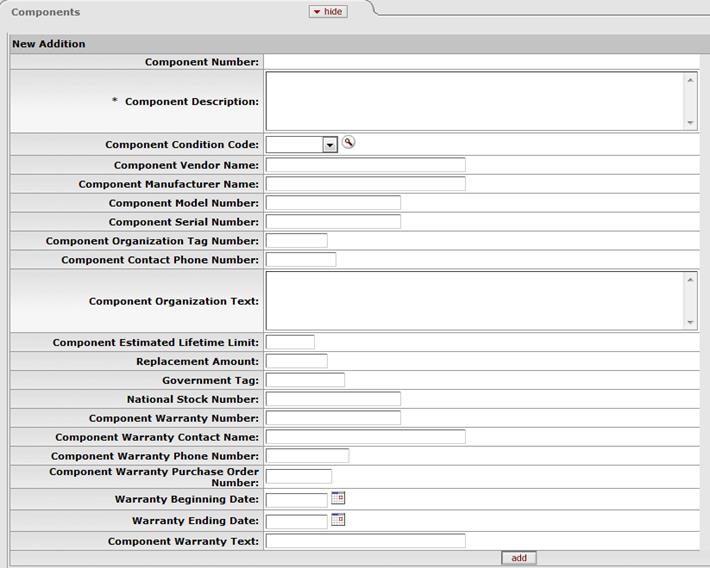 Components
hide
New Addition
Component Number:
* Component Description:
Component Condition Code:
Component Vendor Name:
Component Manufacturer Name:
Component Model Number:
Component Serial Number:
Component Organization Tag Number:
Component Contact Phone Number:
Component Organization Text:
Component Estimated Lifetime Limit:
Replacement Amount:
Government Tag:
National Stock Number:
Component Warranty Number:
Component Warranty Contact Name:
Component Warranty Phone Number:
Component Warranty Purchase Order
Number:
Warranty Beginning Date:
Warranty Ending Date:
Component Warranty Text:
add